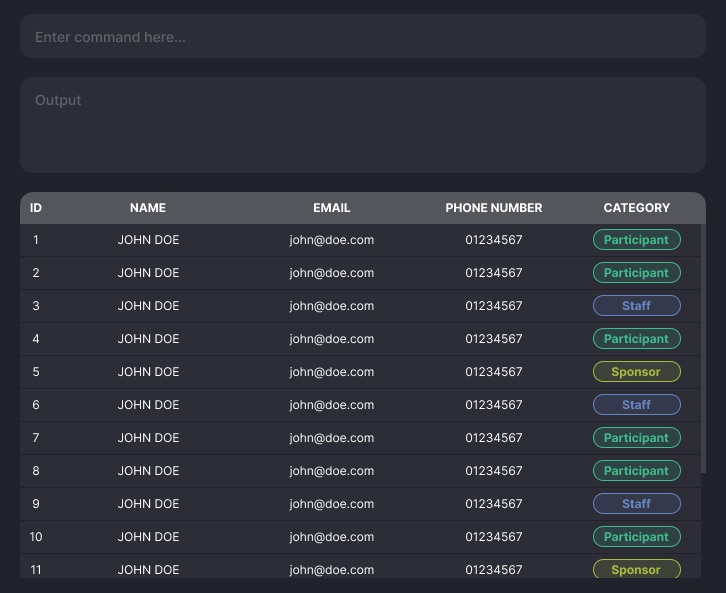 Enter command here...
Output
ID NAME EMAIL PHONE NUMBER CATEGORY
1 JOHN DOE john@doe.com 01234567 Participant
2 JOHN DOE john@doe.com 01234567 Participant
3 JOHN DOE john@doe.com 01234567 Staff
4 JOHN DOE john@doe.com 01234567 Participant
5 JOHN DOE john@doe.com 01234567 Sponsor
6 JOHN DOE john@doe.com 01234567 Staff
7 JOHN DOE john@doe.com 01234567 Participant
8 JOHN DOE john@doe.com 01234567 Participant
9 JOHN DOE john@doe.com 01234567 Staff
10 JOHN DOE john@doe.com 01234567 Participant
11 JOHN DOE john@doe.com 01234567 Sponsor